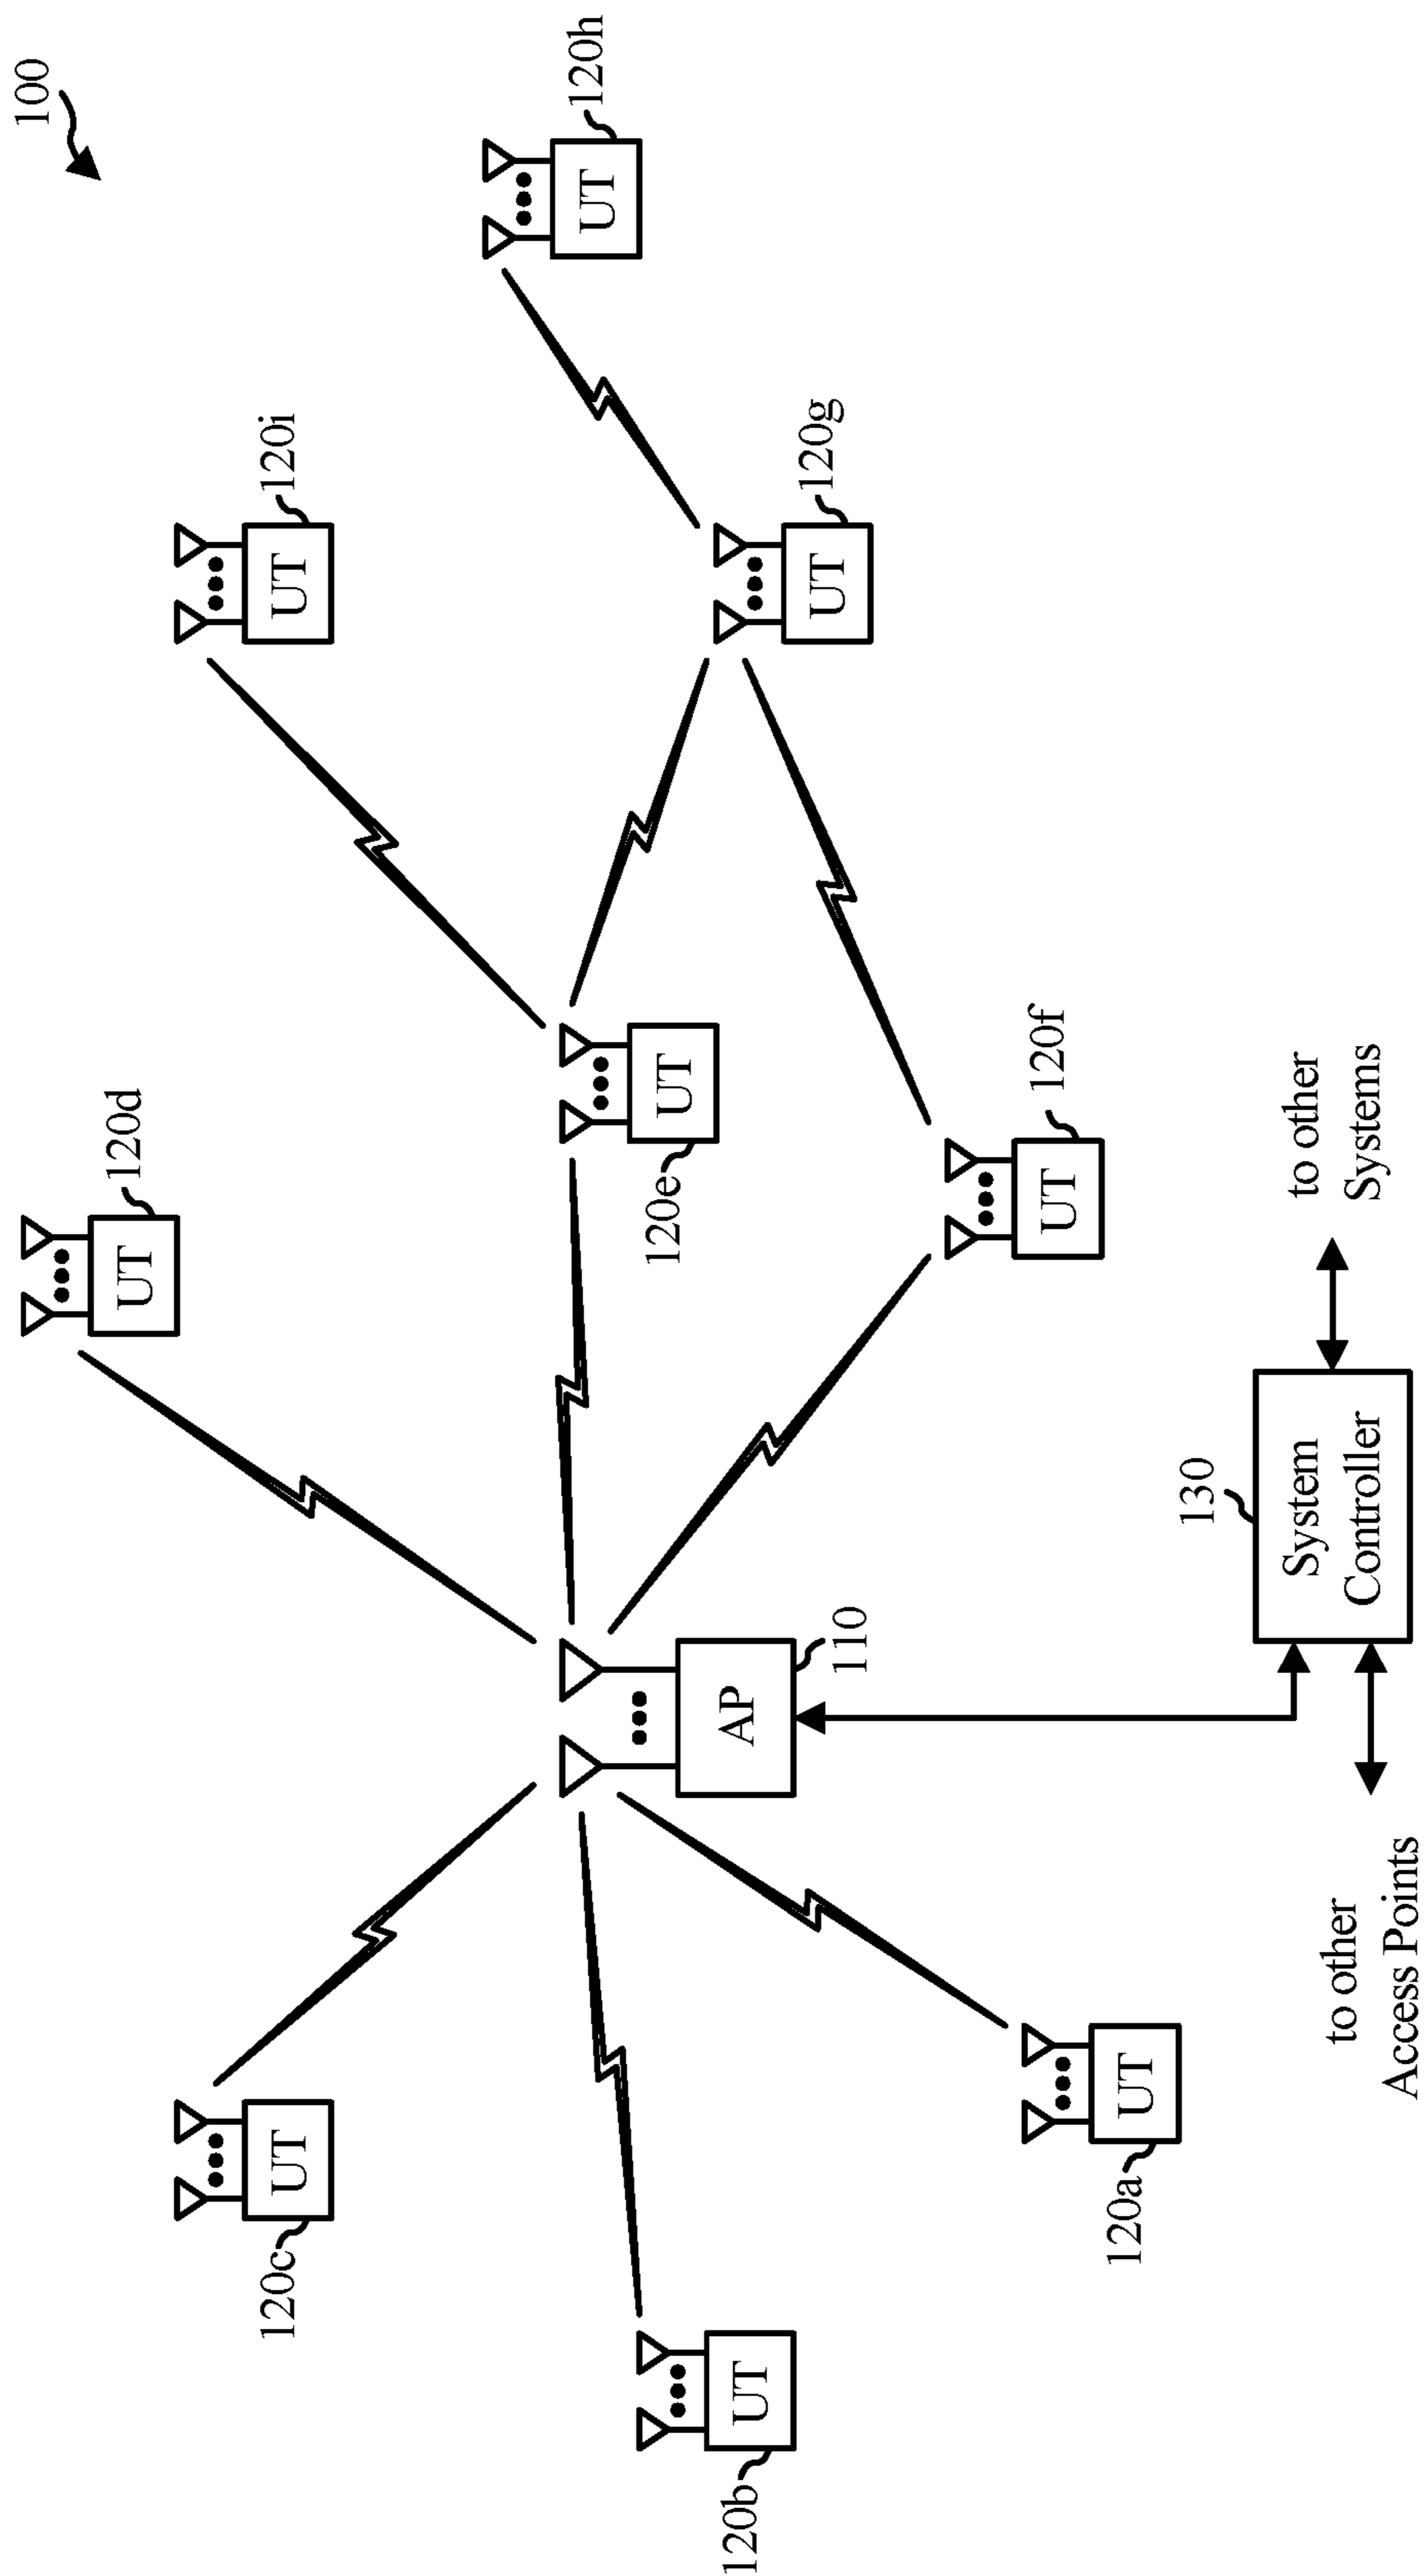 100
UT
120d
UT
120c
UT
120i
UT
120h
UT
120b
AP
110
UT
120e
UT
120g
UT
120a
UT
120f
130
System
Controller
to other
Systems
to other
Access Points